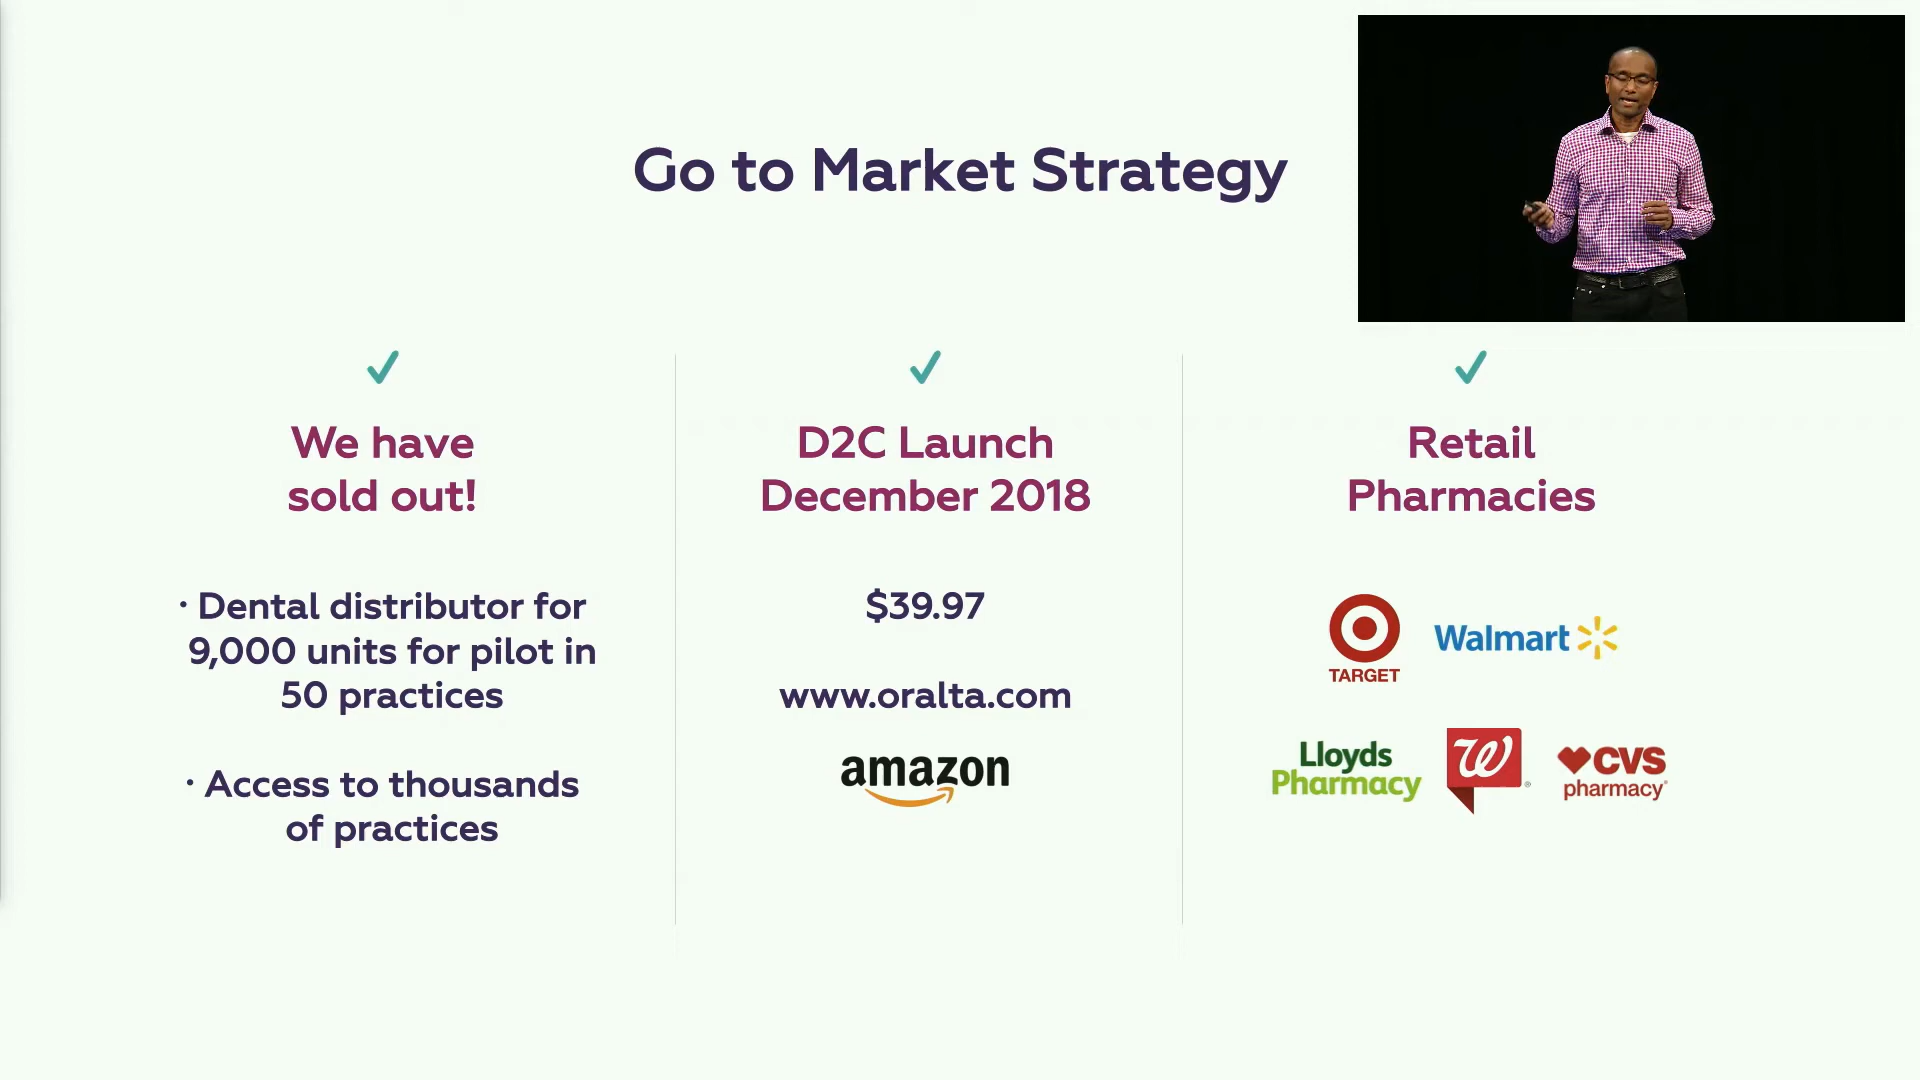 Go to Market Strategy
We have
sold out!
· Dental distributor for
9,000 units for pilot in
50 practices
· Access to thousands
of practices
D2C Launch
December 2018
$39.97
www.oralta.com
amazon
Retail
Pharmacies
TARGET
Walmart
Lloyds
Pharmacy
W
CVS
pharmacy